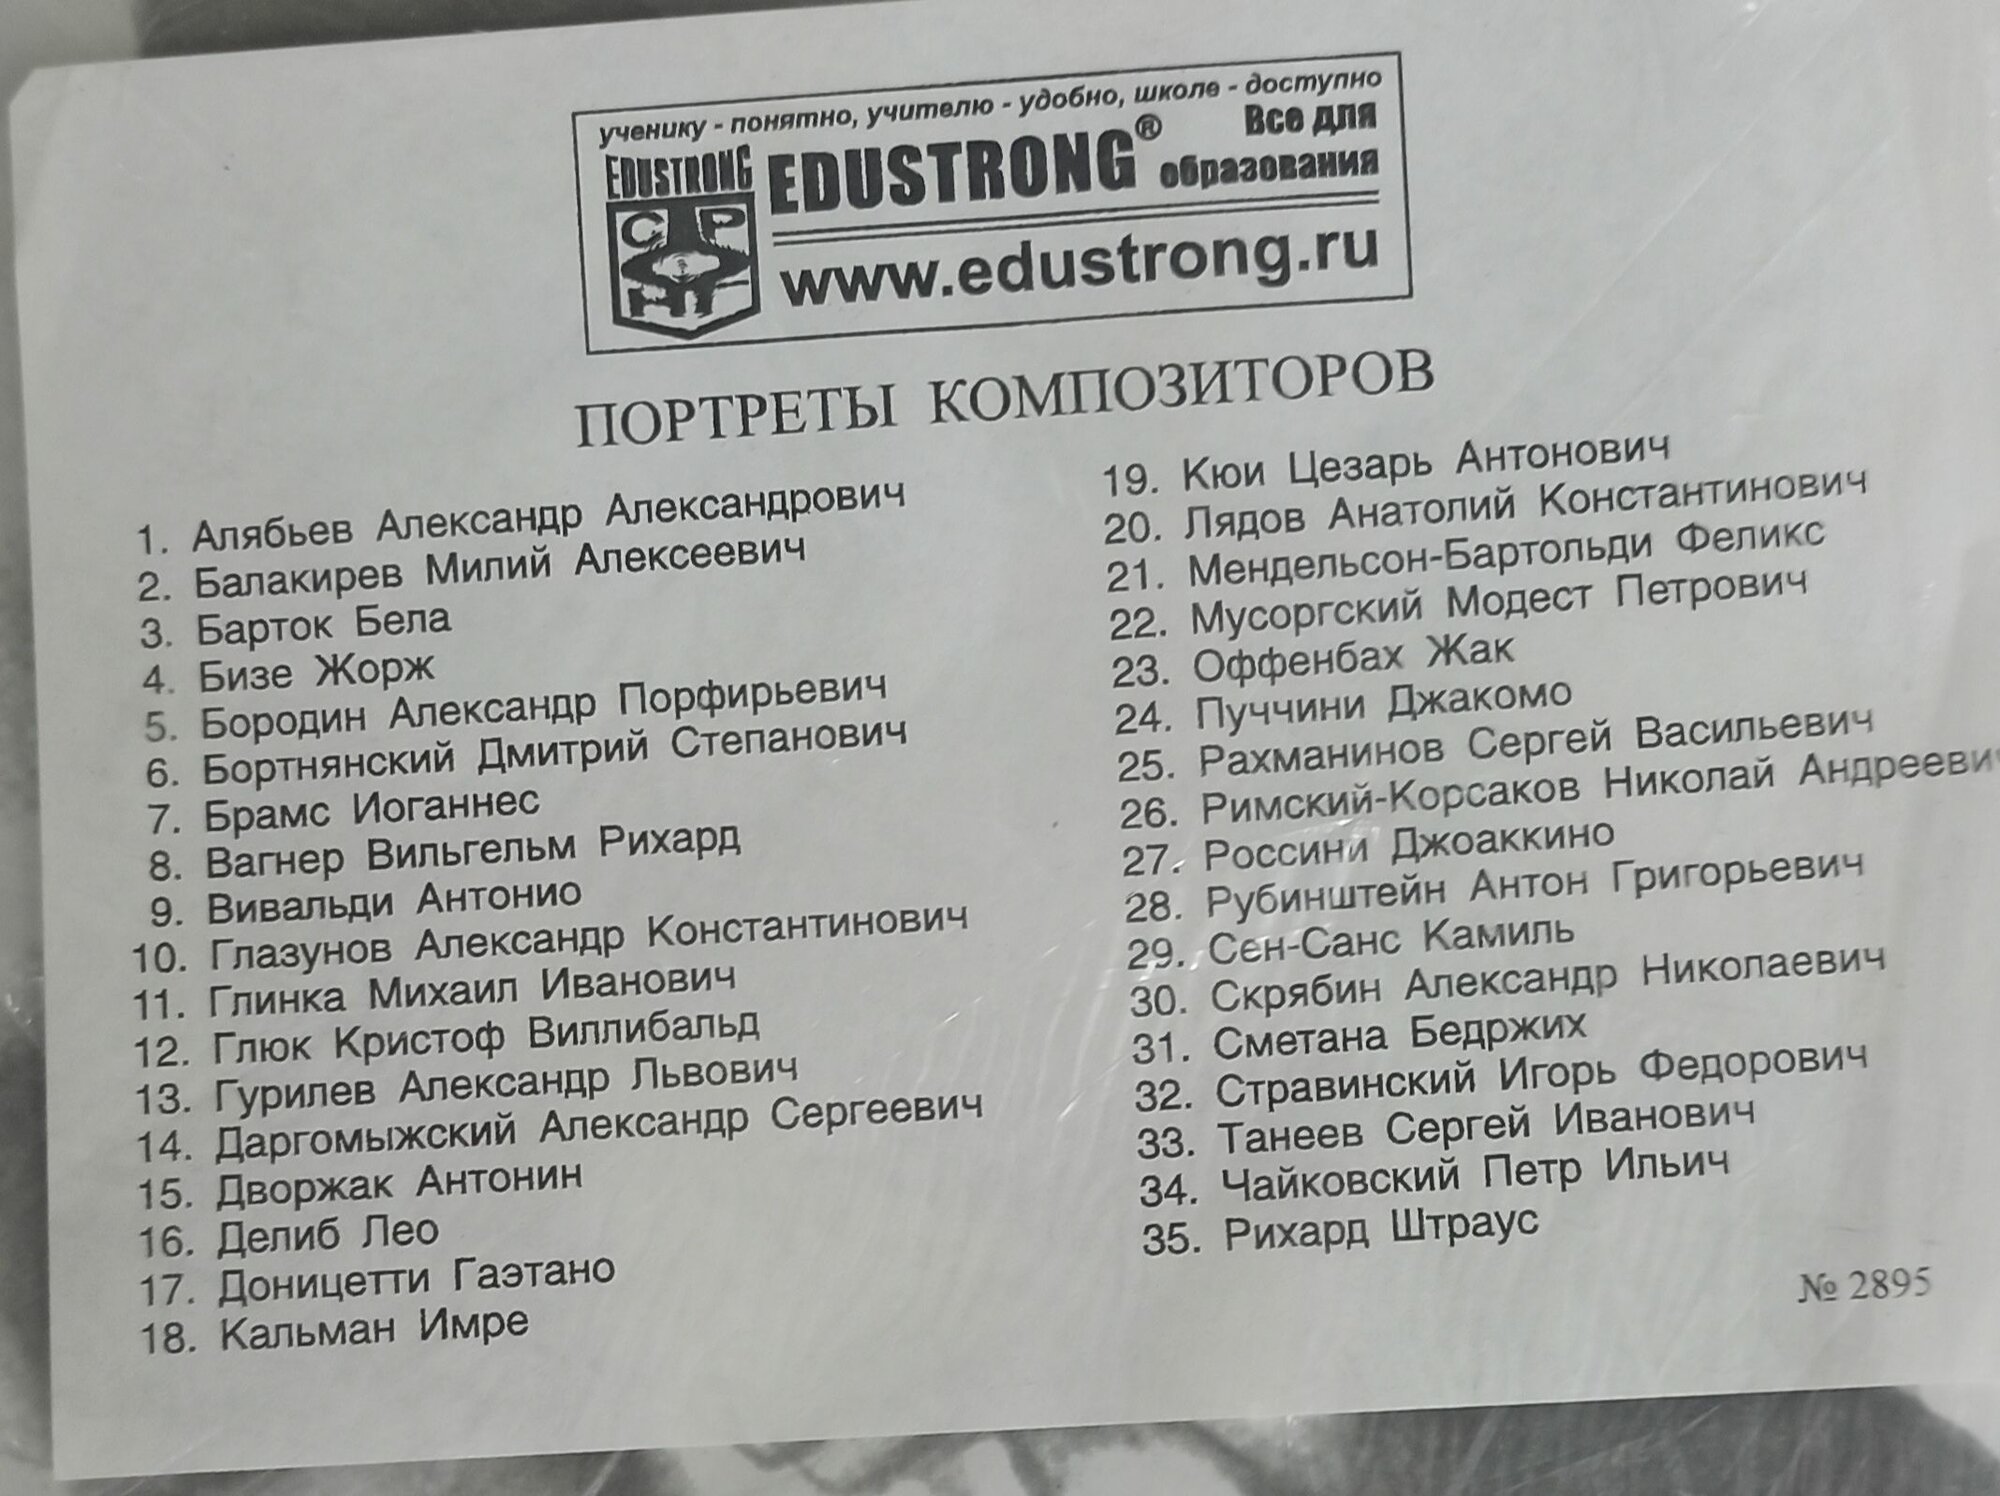 ученику - понятно, учителю - удобно, школе - доступно
EDUSTRONG
СР
НТ
EDUSTRONG® Все для
образования
www.edustrong.ru
ПОРТРЕТЫ КОМПОЗИТОРОВ
1. Алябьев Александр Александрович
2. Балакирев Милий Алексеевич
3. Барток Бела
4. Бизе Жорж
5. Бородин Александр Порфирьевич
6. Бортнянский Дмитрий Степанович
7. Брамс Иоганнес
8. Вагнер Вильгельм Рихард
9. Вивальди Антонио
10. Глазунов Александр Константинович
11. Глинка Михаил Иванович
12. Глюк Кристоф Виллибальд
13. Гурилев Александр Львович
14. Даргомыжский Александр Сергеевич
15. Дворжак Антонин
16. Делиб Лео
17. Доницетти Гаэтано
18. Кальман Имре
19. Кюи Цезарь Антонович
20. Лядов Анатолий Константинович
21. Мендельсон-Бартольди Феликс
22. Мусоргский Модест Петрович
23. Оффенбах Жак
24. Пуччини Джакомо
25. Рахманинов Сергей Васильевич
26. Римский-Корсаков Николай Андрееви
27. Россини Джоаккино
28. Рубинштейн Антон Григорьевич
29. Сен-Санс Камиль
30. Скрябин Александр Николаевич
31. Сметана Бедржих
32. Стравинский Игорь Федорович
33. Танеев Сергей Иванович
34. Чайковский Петр Ильич
35. Рихард Штраус
№ 2895